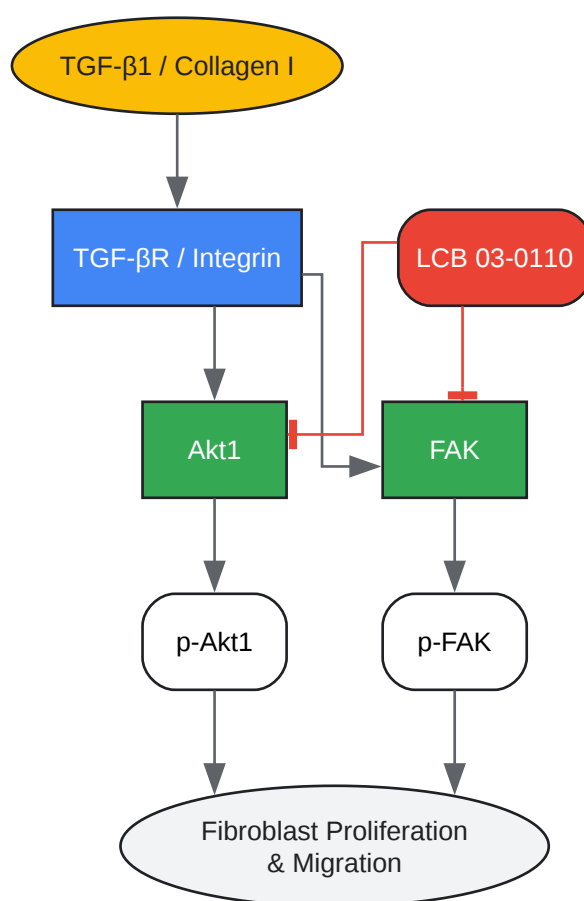 TGF-β1 / Collagen I
TGF-βR / Integrin
LCB 03-0110
Akt1
FAK
p-Akt1
p-FAK
Fibroblast Proliferation
& Migration